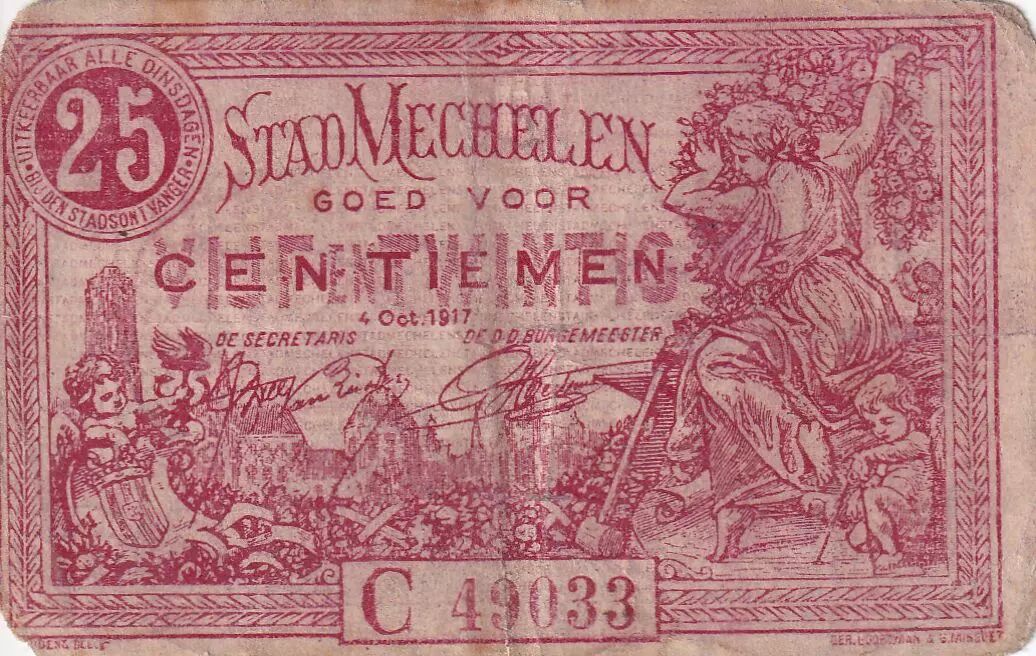 UITKEERBAAR ALLE DINSDAGEN
25
BIJ DEN STADSONTVANGER
STAD MECHELEN
GOED VOOR
VIJFENTWINTIG
CENTIEMEN
4 Oct. 1917
DE SECRETARIS DE D.D. BURGEMEESTER
C 49033